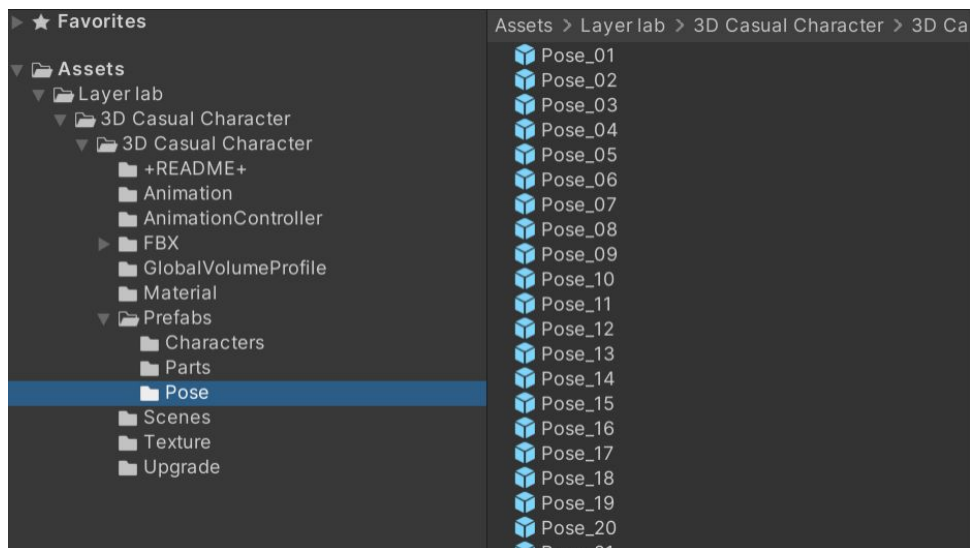 Favorites
Assets
Layer lab
3D Casual Character
3D Casual Character
+README+
Animation
AnimationController
FBX
GlobalVolumeProfile
Material
Prefabs
Characters
Parts
Pose
Scenes
Texture
Upgrade
Assets > Layer lab > 3D Casual Character > 3D Ca
Pose_01
Pose_02
Pose_03
Pose_04
Pose_05
Pose_06
Pose_07
Pose_08
Pose_09
Pose_10
Pose_11
Pose_12
Pose_13
Pose_14
Pose_15
Pose_16
Pose_17
Pose_18
Pose_19
Pose_20